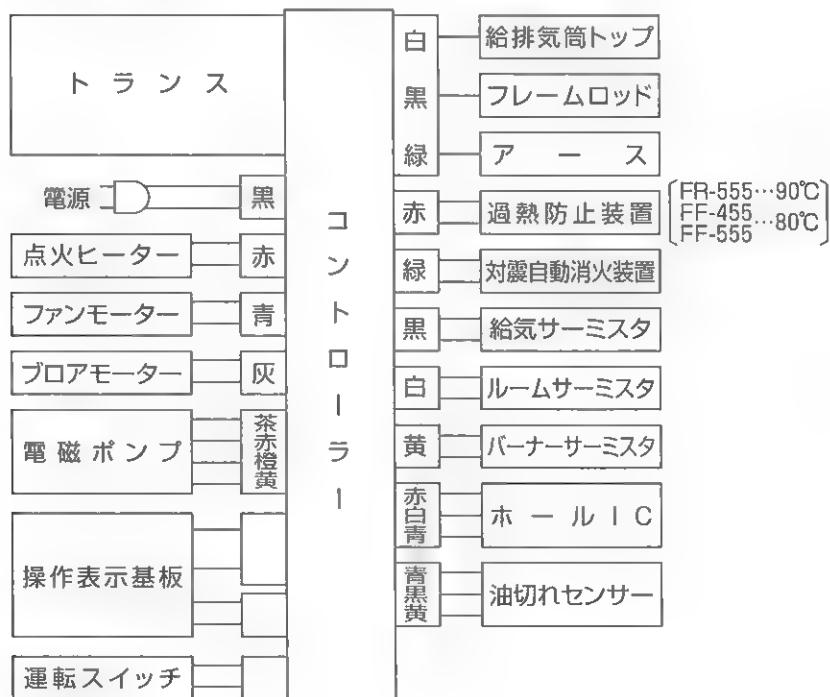 トランス
電源
黒
点火ヒーター
赤
ファンモーター
青
ブロアモーター
灰
電磁ポンプ
茶
赤
橙
黄
操作表示基板
運転スイッチ
コントローラー
白
給排気筒トップ
黒
フレームロッド
緑
アース
赤
過熱防止装置
FR-555…90℃
FF-455
FF-555…80℃
緑
対震自動消火装置
黒
給気サーミスタ
白
ルームサーミスタ
黄
バーナーサーミスタ
赤
白
青
ホールIC
青
黒
黄
油切れセンサー